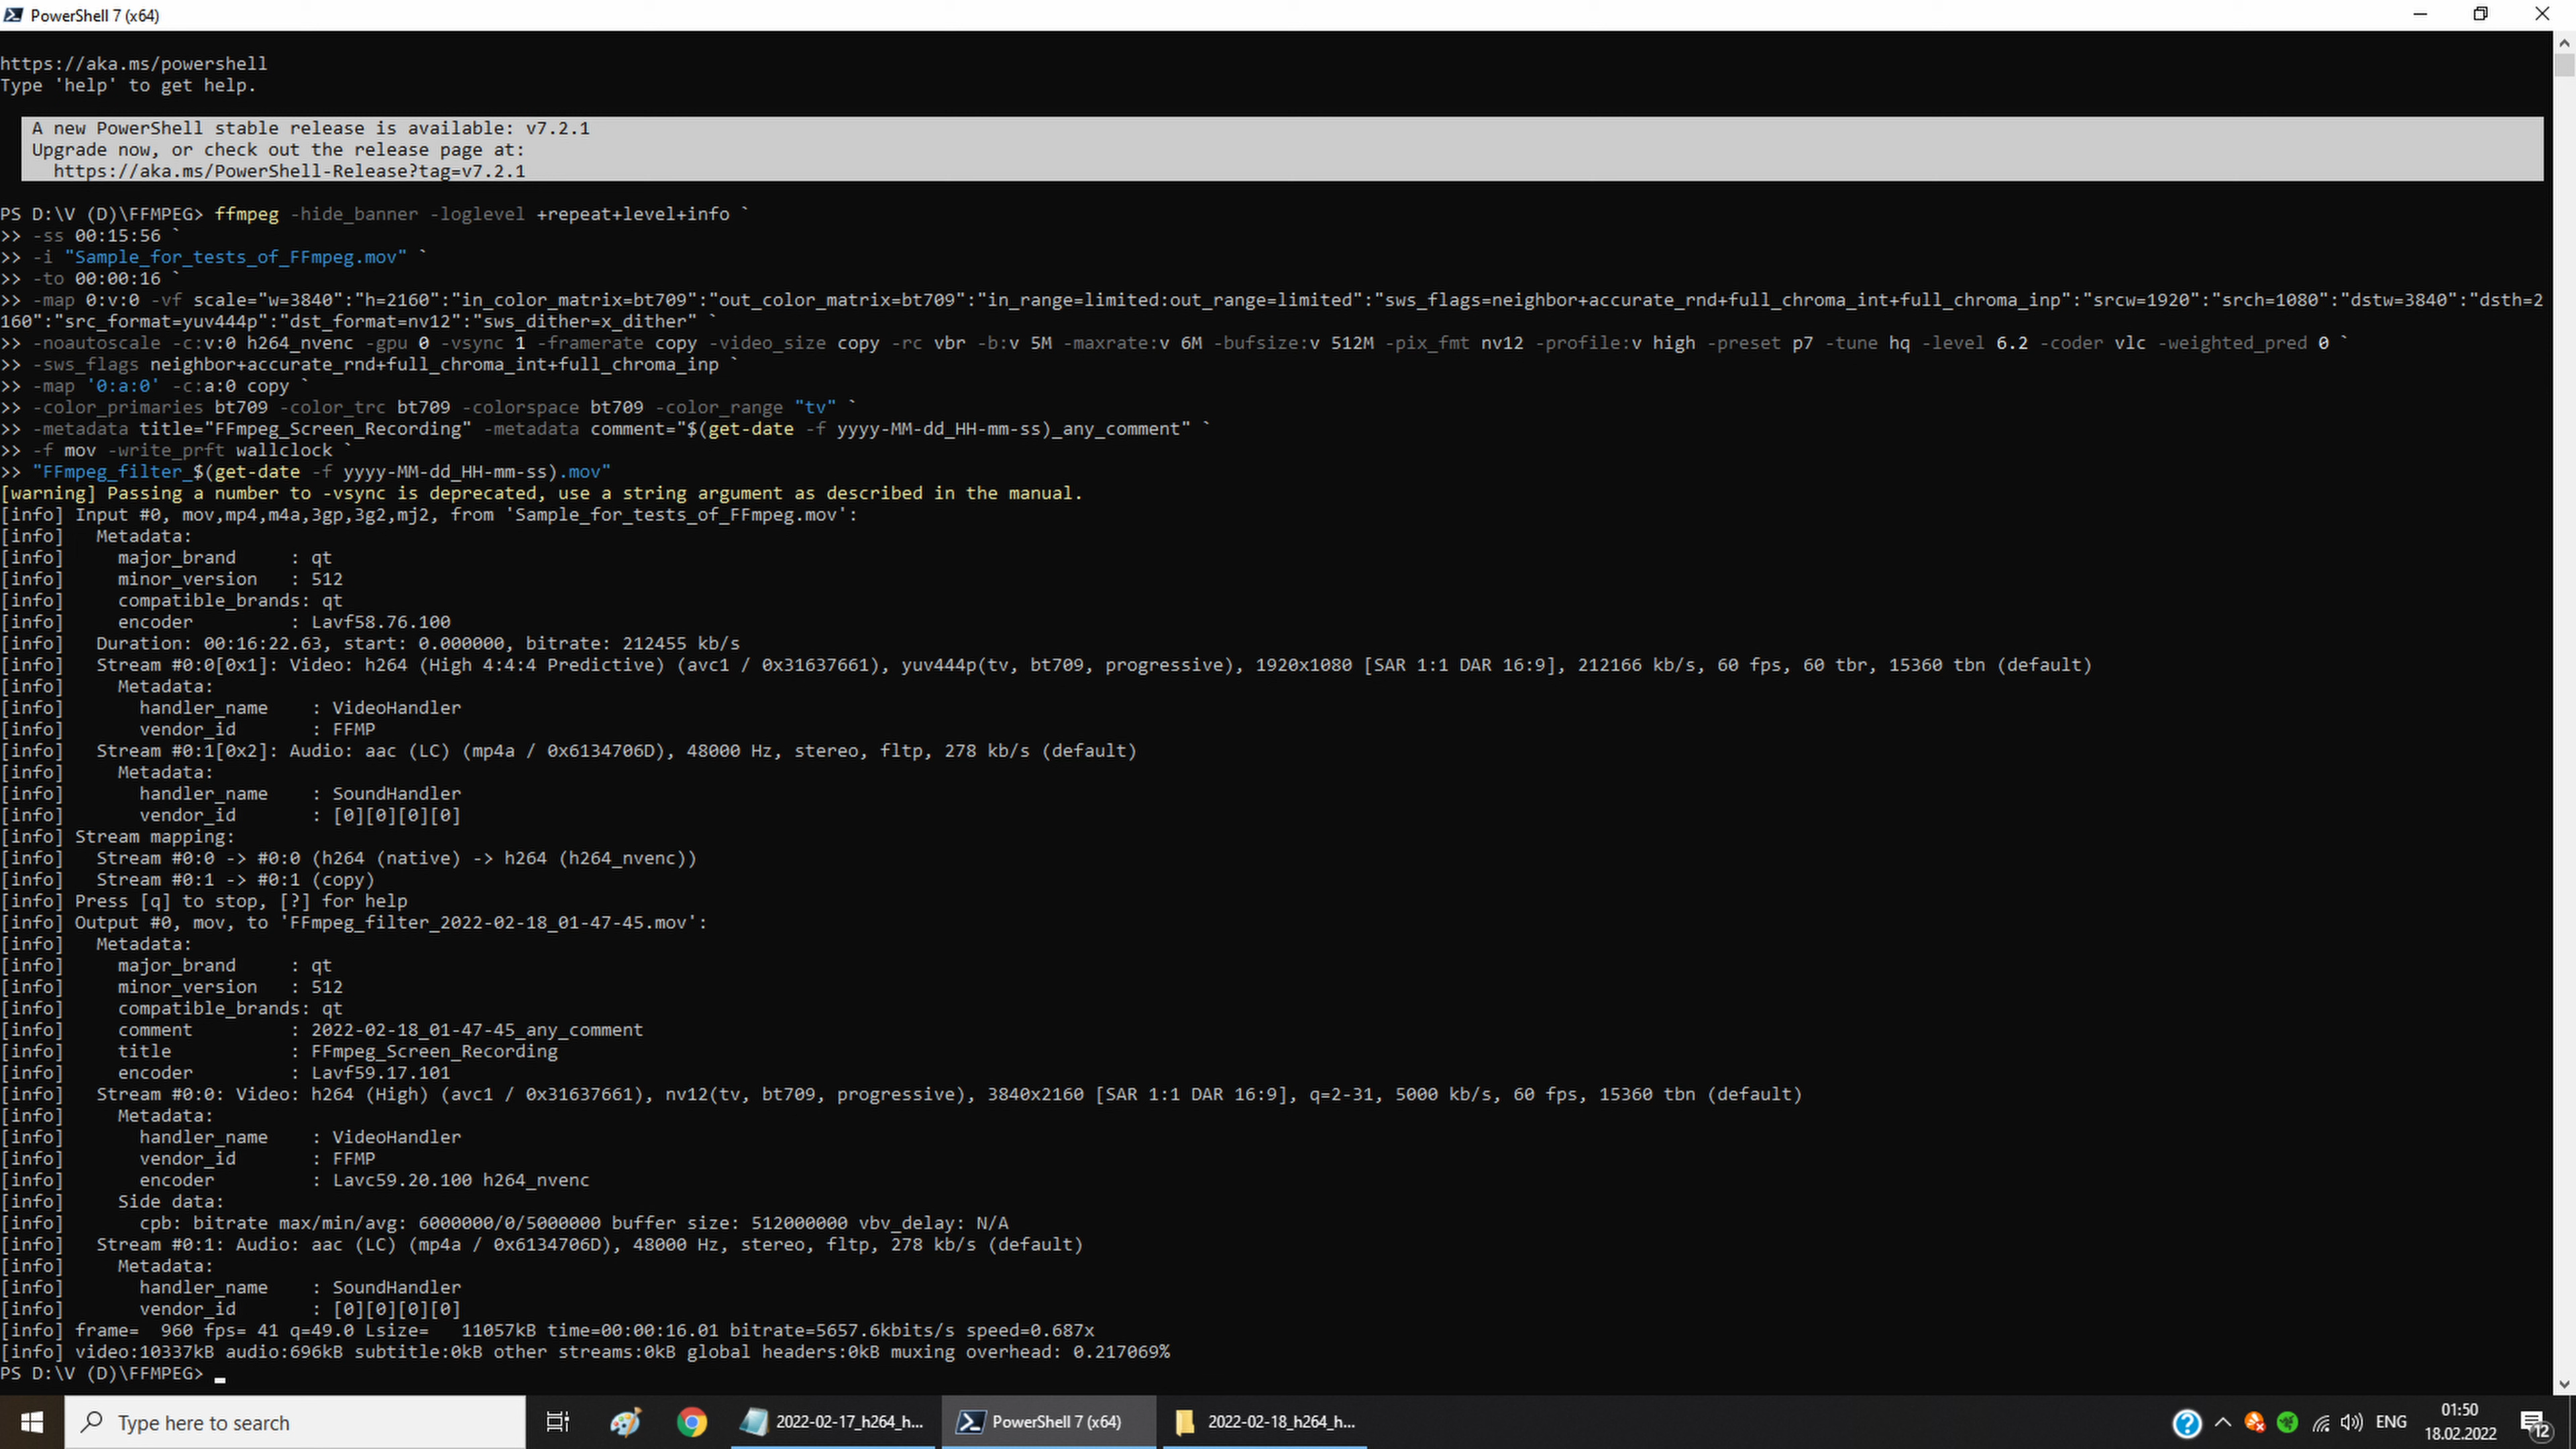 PowerShell 7 (x64)
https://aka.ms/powershell
Type 'help' to get help.
A new PowerShell stable release is available: v7.2.1
Upgrade now, or check out the release page at:
https://aka.ms/PowerShell-Release?tag=v7.2.1
PS D:\V (D)\FFMPEG> ffmpeg -hide_banner -loglevel +repeat+level+info `
>> -ss 00:15:56 `
>> -i "Sample_for_tests_of_FFmpeg.mov" `
>> -to 00:00:16 `
>> -map 0:v:0 -vf scale="w=3840":"h=2160":"in_color_matrix=bt709":"out_color_matrix=bt709":"in_range=limited:out_range=limited":"sws_flags=neighbor+accurate_rnd+full_chroma_int+full_chroma_inp":"srcw=1920":"srch=1080":"dstw=3840":"dsth=2
160":"src_format=yuv444p":"dst_format=nv12":"sws_dither=x_dither" `
>> -noautoscale -c:v:0 h264_nvenc -gpu 0 -vsync 1 -framerate copy -video_size copy -rc vbr -b:v 5M -maxrate:v 6M -bufsize:v 512M -pix_fmt nv12 -profile:v high -preset p7 -tune hq -level 6.2 -coder vlc -weighted_pred 0 `
>> -sws_flags neighbor+accurate_rnd+full_chroma_int+full_chroma_inp `
>> -map '0:a:0' -c:a:0 copy `
>> -color_primaries bt709 -color_trc bt709 -colorspace bt709 -color_range "tv" `
>> -metadata title="FFmpeg_Screen_Recording" -metadata comment="$(get-date -f yyyy-MM-dd_HH-mm-ss)_any_comment" `
>> -f mov -write_prft wallclock `
>> "FFmpeg_filter_$(get-date -f yyyy-MM-dd_HH-mm-ss).mov"
[warning] Passing a number to -vsync is deprecated, use a string argument as described in the manual.
[info] Input #0, mov,mp4,m4a,3gp,3g2,mj2, from 'Sample_for_tests_of_FFmpeg.mov':
[info]   Metadata:
[info]     major_brand     : qt
[info]     minor_version   : 512
[info]     compatible_brands: qt
[info]     encoder         : Lavf58.76.100
[info]   Duration: 00:16:22.63, start: 0.000000, bitrate: 212455 kb/s
[info]   Stream #0:0[0x1]: Video: h264 (High 4:4:4 Predictive) (avc1 / 0x31637661), yuv444p(tv, bt709, progressive), 1920x1080 [SAR 1:1 DAR 16:9], 212166 kb/s, 60 fps, 60 tbr, 15360 tbn (default)
[info]     Metadata:
[info]       handler_name    : VideoHandler
[info]       vendor_id       : FFMP
[info]   Stream #0:1[0x2]: Audio: aac (LC) (mp4a / 0x6134706D), 48000 Hz, stereo, fltp, 278 kb/s (default)
[info]     Metadata:
[info]       handler_name    : SoundHandler
[info]       vendor_id       : [0][0][0][0]
[info] Stream mapping:
[info]   Stream #0:0 -> #0:0 (h264 (native) -> h264 (h264_nvenc))
[info]   Stream #0:1 -> #0:1 (copy)
[info] Press [q] to stop, [?] for help
[info] Output #0, mov, to 'FFmpeg_filter_2022-02-18_01-47-45.mov':
[info]   Metadata:
[info]     major_brand     : qt
[info]     minor_version   : 512
[info]     compatible_brands: qt
[info]     comment         : 2022-02-18_01-47-45_any_comment
[info]     title           : FFmpeg_Screen_Recording
[info]     encoder         : Lavf59.17.101
[info]   Stream #0:0: Video: h264 (High) (avc1 / 0x31637661), nv12(tv, bt709, progressive), 3840x2160 [SAR 1:1 DAR 16:9], q=2-31, 5000 kb/s, 60 fps, 15360 tbn (default)
[info]     Metadata:
[info]       handler_name    : VideoHandler
[info]       vendor_id       : FFMP
[info]       encoder         : Lavc59.20.100 h264_nvenc
[info]     Side data:
[info]       cpb: bitrate max/min/avg: 6000000/0/5000000 buffer size: 512000000 vbv_delay: N/A
[info]   Stream #0:1: Audio: aac (LC) (mp4a / 0x6134706D), 48000 Hz, stereo, fltp, 278 kb/s (default)
[info]     Metadata:
[info]       handler_name    : SoundHandler
[info]       vendor_id       : [0][0][0][0]
[info] frame=  960 fps= 41 q=49.0 Lsize=   11057kB time=00:00:16.01 bitrate=5657.6kbits/s speed=0.687x
[info] video:10337kB audio:696kB subtitle:0kB other streams:0kB global headers:0kB muxing overhead: 0.217069%
PS D:\V (D)\FFMPEG>
Type here to search
2022-02-17_h264_h...
PowerShell 7 (x64)
2022-02-18_h264_h...
ENG
01:50
18.02.2022
12